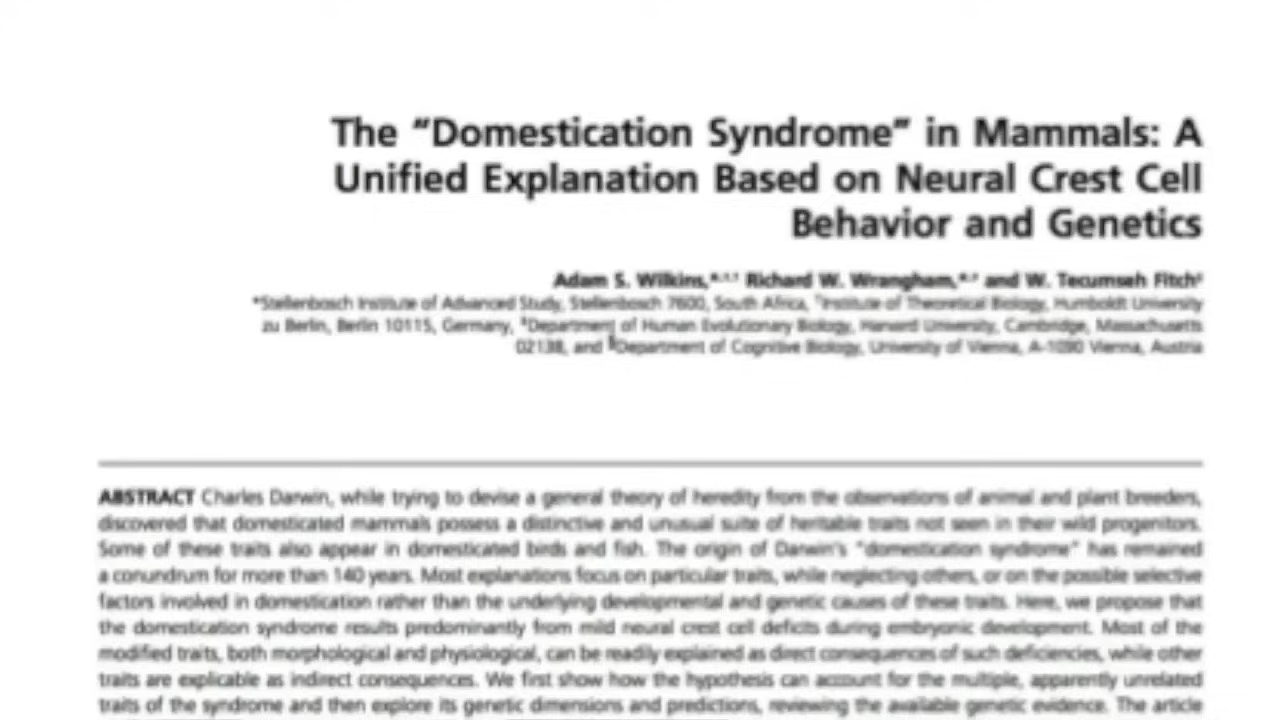 The “Domestication Syndrome” in Mammals: A
Unified Explanation Based on Neural Crest Cell
Behavior and Genetics
Adam S. Wilkins, Richard W. Wrangham, and W. Tecumseh Fitch
*Stellenbosch Institute of Advanced Study, Stellenbosch 7600, South Africa, Institute of Theoretical Biology, Humboldt University
zu Berlin, Berlin 10115, Germany, Department of Human Evolutionary Biology, Harvard University, Cambridge, Massachusetts
02138, and Department of Cognitive Biology, University of Vienna, A-1090 Vienna, Austria
ABSTRACT Charles Darwin, while trying to devise a general theory of heredity from the observations of animal and plant breeders,
discovered that domesticated mammals possess a distinctive and unusual suite of heritable traits not seen in their wild progenitors.
Some of these traits also appear in domesticated birds and fish. The origin of Darwin’s “domestication syndrome” has remained
a conundrum for more than 140 years. Most explanations focus on particular traits, while neglecting others, or on the possible selective
factors involved in domestication rather than the underlying developmental and genetic causes of these traits. Here, we propose that
the domestication syndrome results predominantly from mild neural crest cell deficits during embryonic development. Most of the
modified traits, both morphological and physiological, can be readily explained as direct consequences of such deficiencies, while other
traits are explicable as indirect consequences. We first show how the hypothesis can account for the multiple, apparently unrelated
traits of the syndrome and then explore its genetic dimensions and predictions, reviewing the available genetic evidence. The article